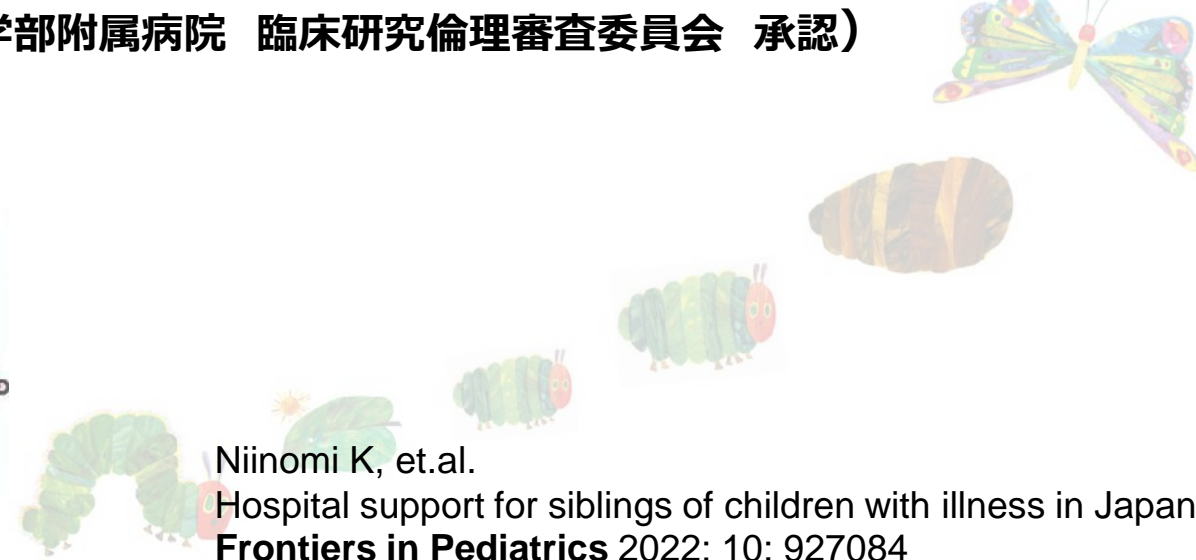 部附属病院 臨床研究倫理審査委員会 承認）
Niinomi K, et.al.
Hospital support for siblings of children with illness in Japan
Frontiers in Pediatrics 2022; 10: 927084